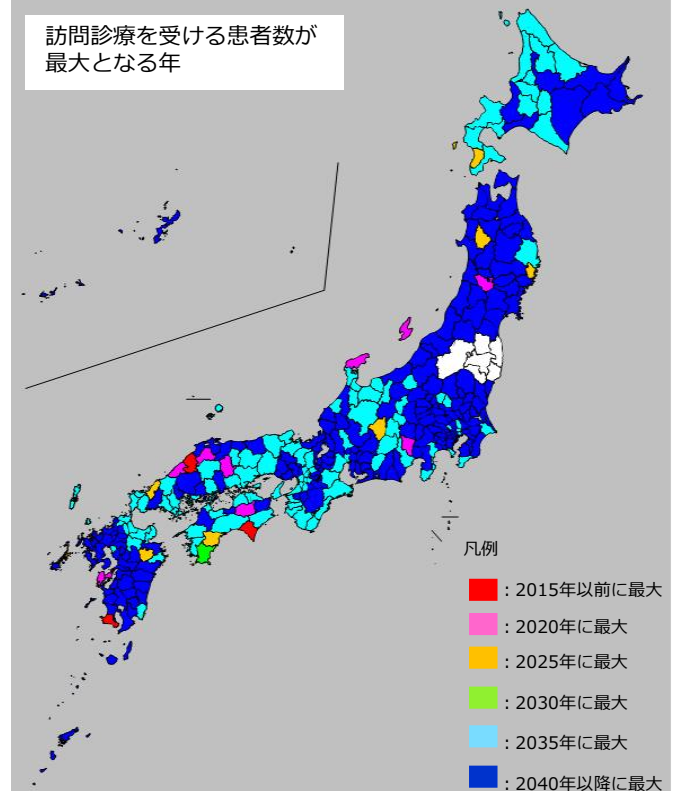 訪問診療を受ける患者数が
最大となる年
凡例
：2015年以前に最大
：2020年に最大
：2025年に最大
：2030年に最大
：2035年に最大
：2040年以降に最大